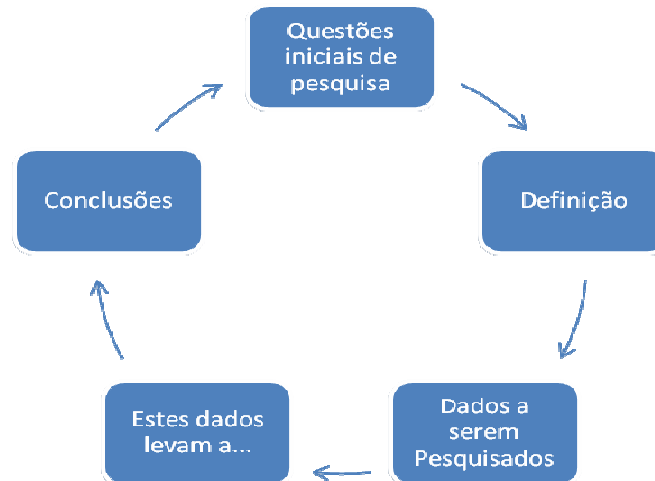 Questões
iniciais de
pesquisa
Definição
Dados a
serem
Pesquisados
Estes dados
levam a...
Conclusões